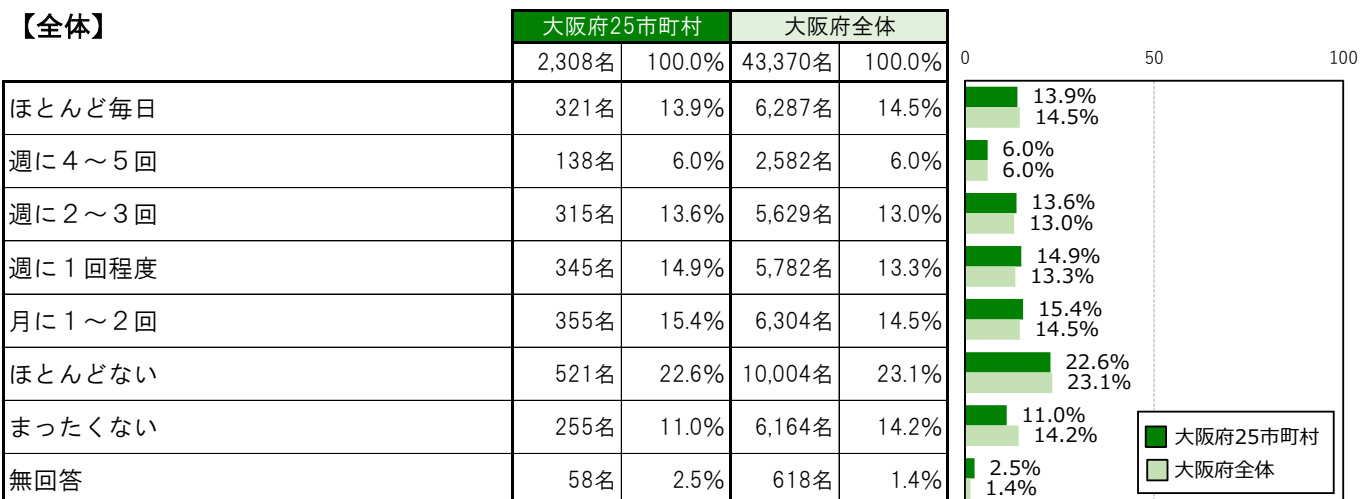 【全体】
大阪府25市町村 大阪府全体
2,308名 100.0% 43,370名 100.0%
0 50 100
ほとんど毎日 321名 13.9% 6,287名 14.5%
13.9%
14.5%
週に４～５回 138名 6.0% 2,582名 6.0%
6.0%
6.0%
週に２～３回 315名 13.6% 5,629名 13.0%
13.6%
13.0%
週に１回程度 345名 14.9% 5,782名 13.3%
14.9%
13.3%
月に１～２回 355名 15.4% 6,304名 14.5%
15.4%
14.5%
ほとんどない 521名 22.6% 10,004名 23.1%
22.6%
23.1%
まったくない 255名 11.0% 6,164名 14.2%
11.0%
14.2%
無回答 58名 2.5% 618名 1.4%
2.5%
1.4%
大阪府25市町村
大阪府全体